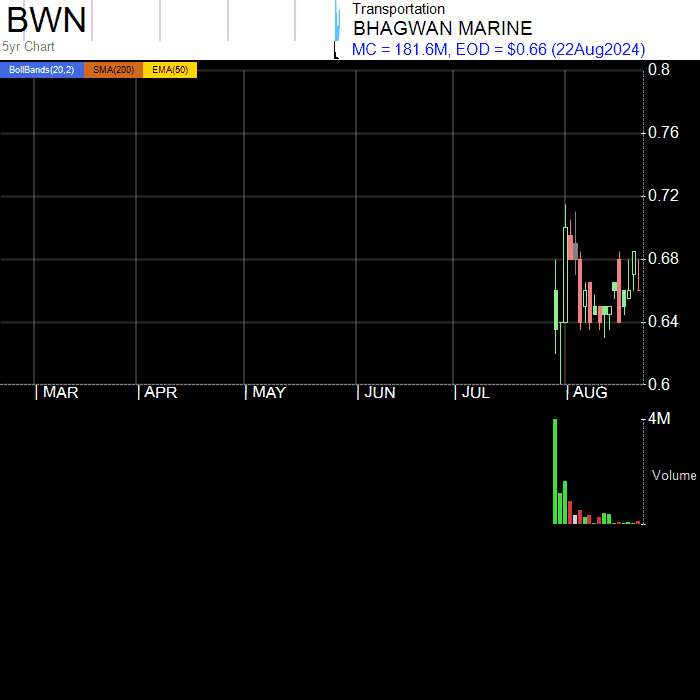 BWN
5yr Chart
Transportation
BHAGWAN MARINE
MC = 181.6M, EOD = $0.66 (22Aug2024)
BollBands(20,2) SMA(200) EMA(50)
0.8
0.76
0.72
0.68
0.64
0.6
MAR APR MAY JUN JUL AUG
4M
Volume